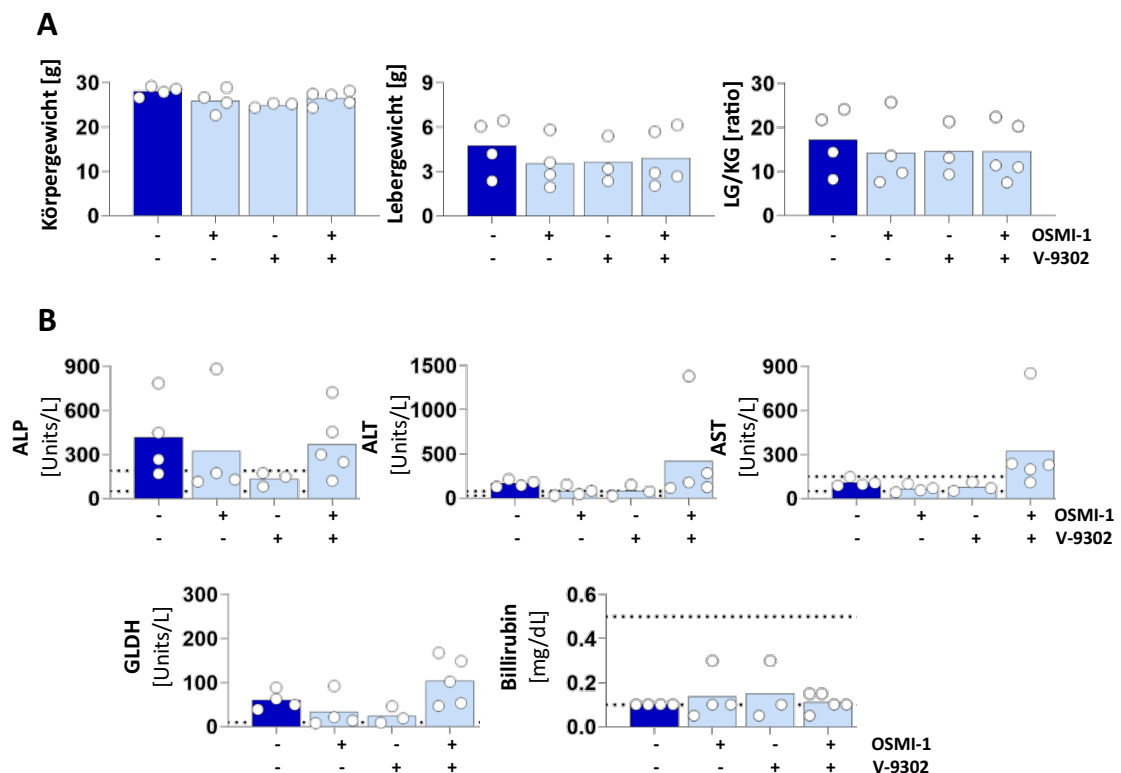 A
Körpergewicht [g]
30
20
10
0
Lebergewicht [g]
9
6
3
0
LG/KG [ratio]
30
20
10
0
- + - + - + - + - + - + OSMI-1
- - + + - - + + - - + + V-9302
B
ALP
[Units/L]
900
600
300
0
ALT
[Units/L]
1500
1000
500
0
AST
[Units/L]
900
600
300
0
- + - + - + - + - + - + OSMI-1
- - + + - - + + - - + + V-9302
GLDH
[Units/L]
300
200
100
0
Billirubin
[mg/dL]
0.6
0.4
0.2
0.0
- + - + - + - + OSMI-1
- - + + - - + + V-9302